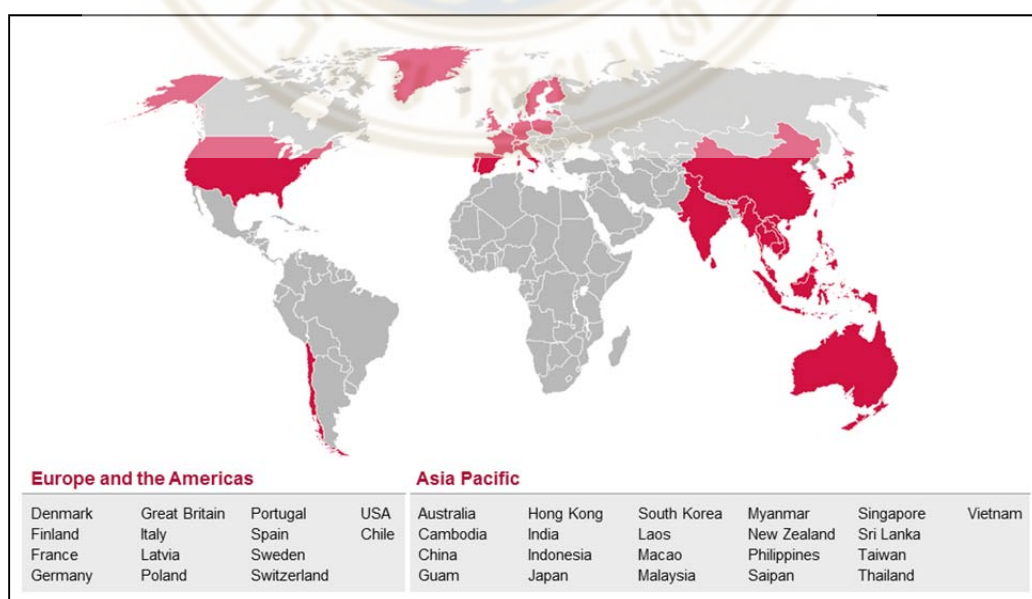 Europe and the Americas
Denmark Great Britain Portugal USA
Finland Italy Spain Chile
France Latvia Sweden
Germany Poland Switzerland
Asia Pacific
Australia Hong Kong South Korea Myanmar Singapore Vietnam
Cambodia India Laos New Zealand Sri Lanka
China Indonesia Macao Philippines Taiwan
Guam Japan Malaysia Saipan Thailand